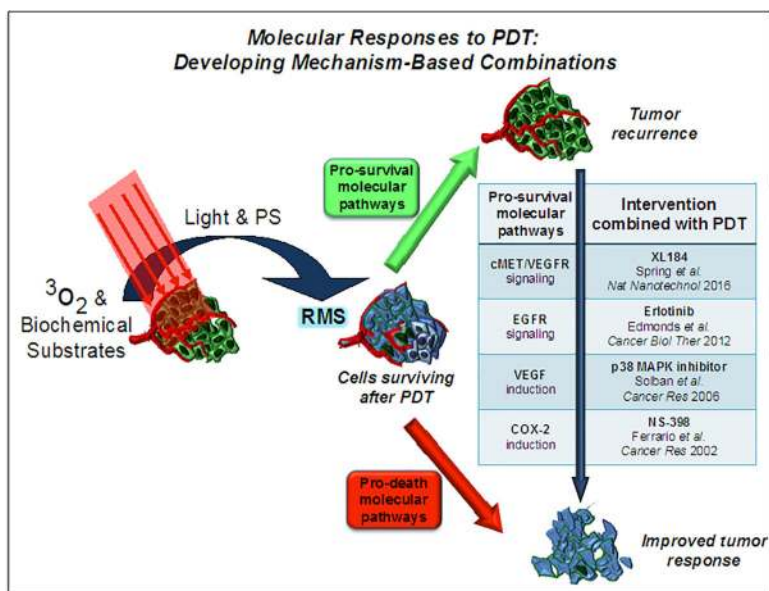 Molecular Responses to PDT:
Developing Mechanism-Based Combinations
Tumor
recurrence
Pro-survival
molecular
pathways
Light & PS
³O₂ &
Biochemical
Substrates
RMS
Cells surviving
after PDT
Pro-survival
molecular
pathways
Intervention
combined with PDT
cMET/VEGFR
signaling
XL184
Spring et al.
Nat Nanotechnol 2016
EGFR
signaling
Erlotinib
Edmonds et al.
Cancer Biol Ther 2012
VEGF
induction
p38 MAPK inhibitor
Solban et al.
Cancer Res 2006
COX-2
induction
NS-398
Ferrario et al.
Cancer Res 2002
Pro-death
molecular
pathways
Improved tumor
response